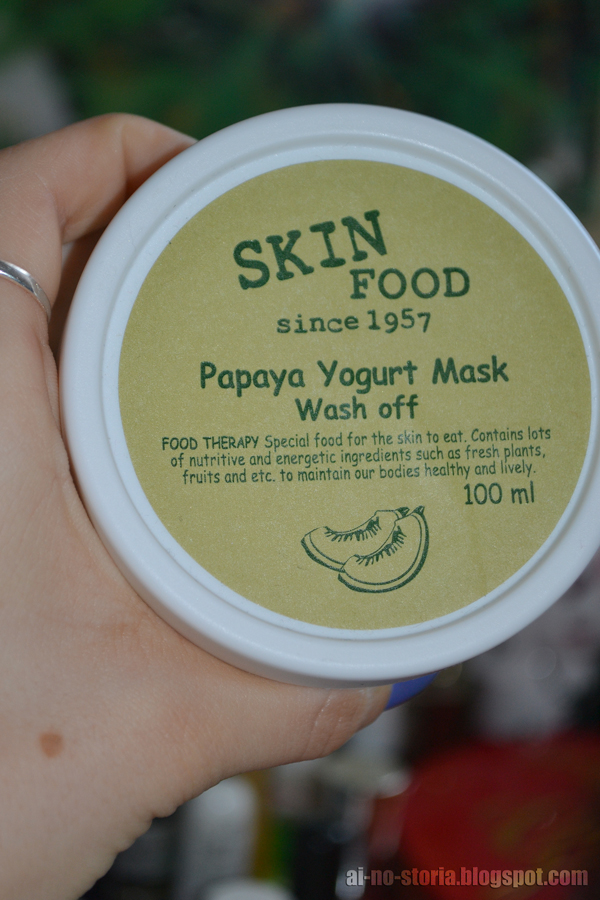 SKIN
FOOD
since 1957
Papaya Yogurt Mask
Wash off
FOOD THERAPY Special food for the skin to eat. Contains lots
of nutritive and energetic ingredients such as fresh plants,
fruits and etc. to maintain our bodies healthy and lively.
100 ml
ai-no-storia.blogspot.com